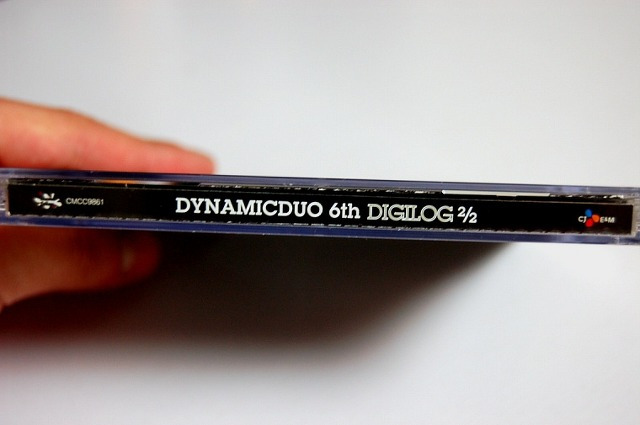 CMCC9861 DYNAMICDUO 6th DIGILOG 2/2 CJ E&M